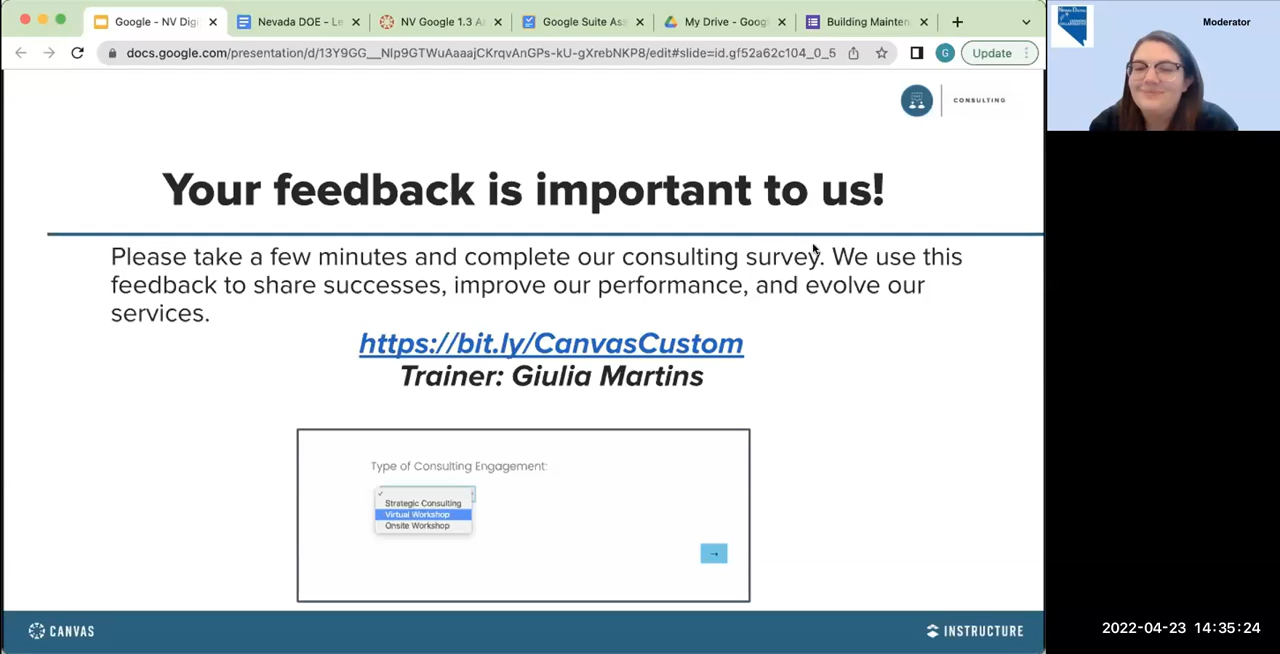 Google - NV Digi
Nevada DOE - Le
NV Google 1.3 A
Google Suite Ass
My Drive - Goog
Building Mainten
docs.google.com/presentation/d/13Y9GG__Nlp9GTWuAaaajCKrqvAnGPs-kU-gXrebNKP8/edit#slide=id.gf52a62c104_0_5
G
Update
Moderator
CONSULTING
Your feedback is important to us!
Please take a few minutes and complete our consulting survey. We use this
feedback to share successes, improve our performance, and evolve our
services.
https://bit.ly/CanvasCustom
Trainer: Giulia Martins
Type of Consulting Engagement:
Strategic Consulting
Virtual Workshop
Onsite Workshop
CANVAS
INSTRUCTURE
2022-04-23 14:35:24